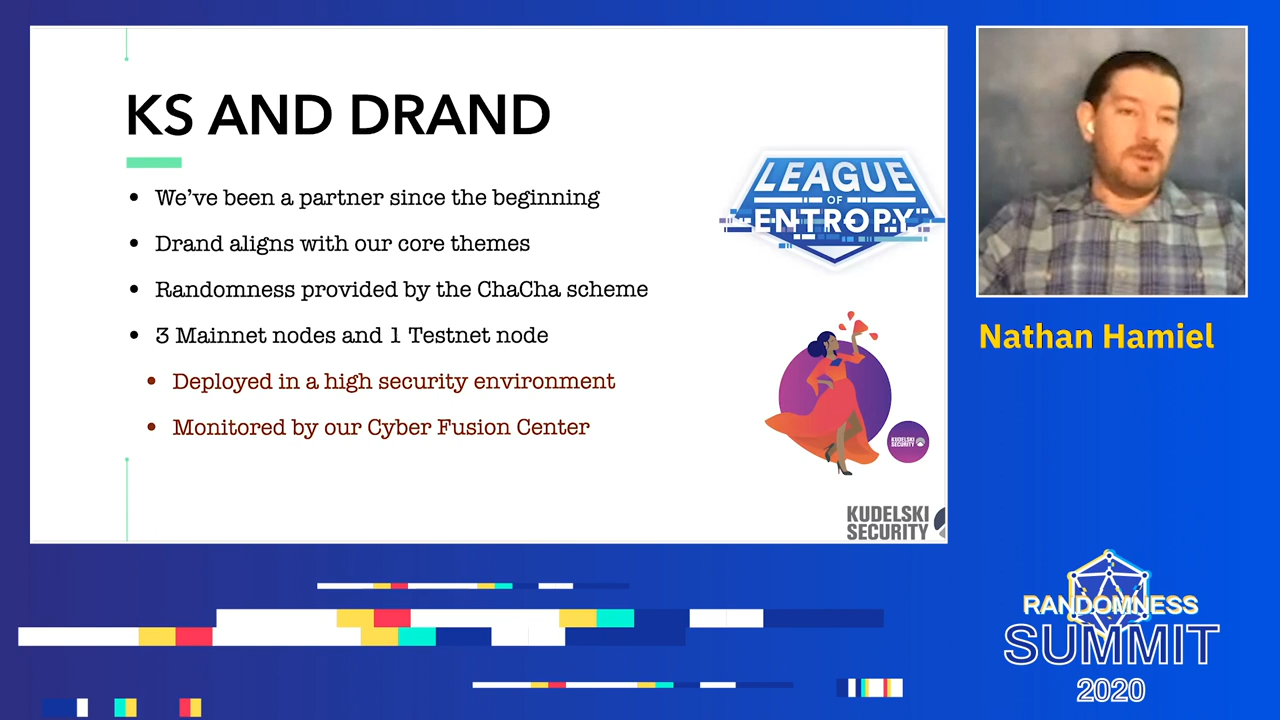 KS AND DRAND
• We've been a partner since the beginning
• Drand aligns with our core themes
• Randomness provided by the ChaCha scheme
• 3 Mainnet nodes and 1 Testnet node
• Deployed in a high security environment
• Monitored by our Cyber Fusion Center
LEAGUE
OF
ENTROPY
KUDELSKI
SECURITY
KUDELSKI
SECURITY
Nathan Hamiel
RANDOMNESS
SUMMIT
2020